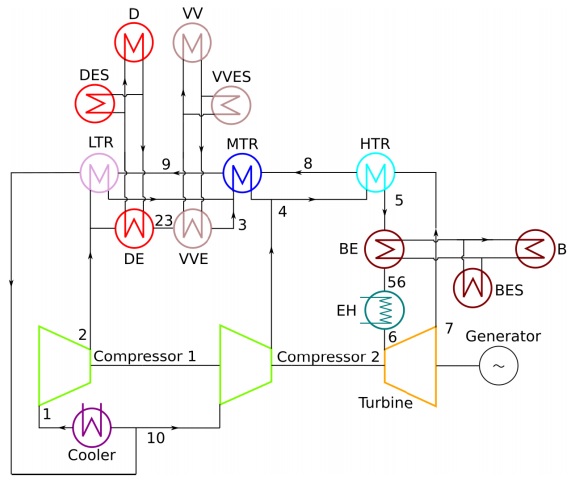 D VV
DES VVES
LTR 9 MTR 8 HTR
4 5
23 3
DE VVE BE B
56 BES
EH
6 7
2 Generator
Compressor 1 Compressor 2
~
Turbine
1
10
Cooler